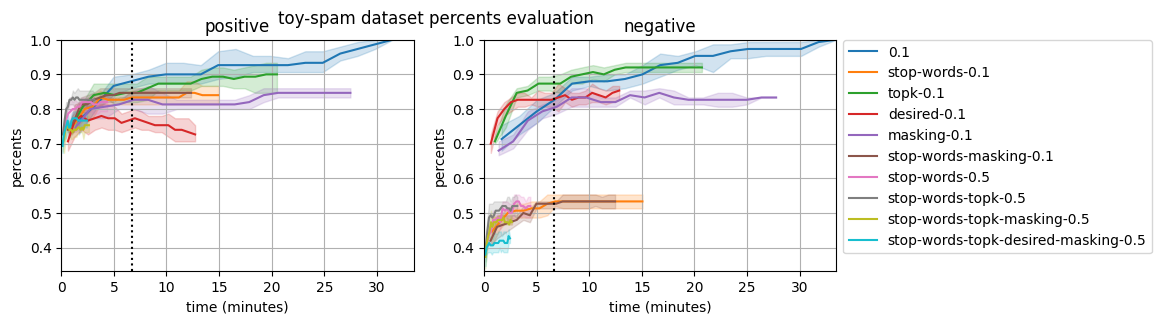 toy-spam dataset percents evaluation
positive
negative
1.0
0.9
0.8
0.7
0.6
0.5
0.4
percents
0 5 10 15 20 25 30
time (minutes)
1.0
0.9
0.8
0.7
0.6
0.5
0.4
percents
0 5 10 15 20 25 30
time (minutes)
0.1
stop-words-0.1
topk-0.1
desired-0.1
masking-0.1
stop-words-masking-0.1
stop-words-0.5
stop-words-topk-0.5
stop-words-topk-masking-0.5
stop-words-topk-desired-masking-0.5